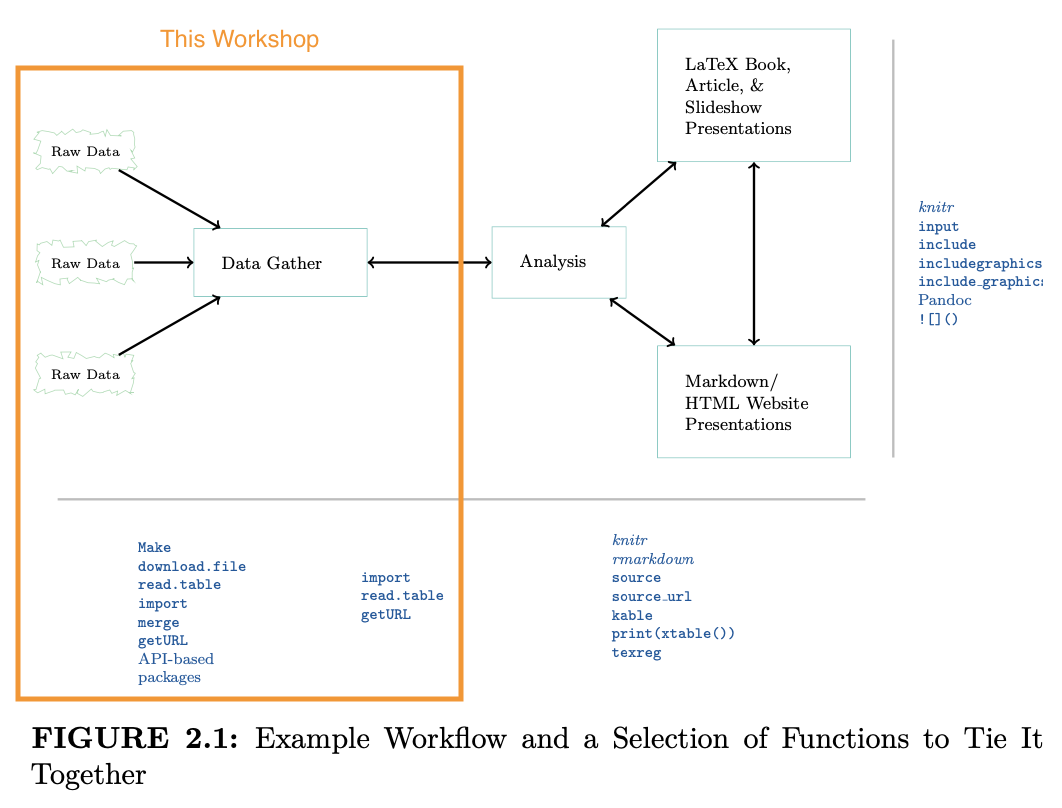 This Workshop
Raw Data
Raw Data
Raw Data
Data Gather
Analysis
LaTeX Book,
Article, &
Slideshow
Presentations
Markdown/
HTML Website
Presentations
knitr
input
include
includegraphics
include_graphics
Pandoc
![]()
Make
download.file
read.table
import
merge
getURL
API-based
packages
import
read.table
getURL
knitr
rmarkdown
source
source_url
kable
print(xtable())
texreg
FIGURE 2.1: Example Workflow and a Selection of Functions to Tie It
Together